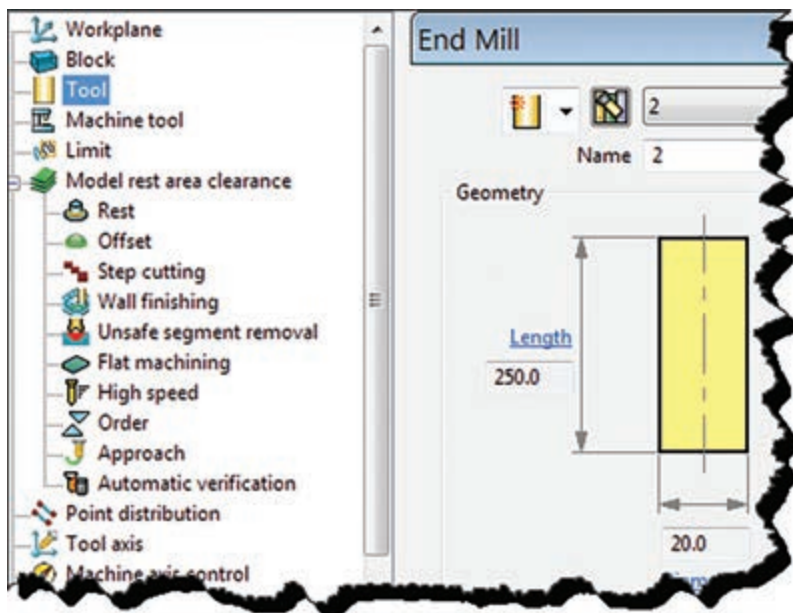 Workplane
Block
Tool
Machine tool
Limit
Model rest area clearance
Rest
Offset
Step cutting
Wall finishing
Unsafe segment removal
Flat machining
High speed
Order
Approach
Automatic verification
Point distribution
Tool axis
Machine axis control
End Mill
2
Name 2
Geometry
Length
250.0
20.0